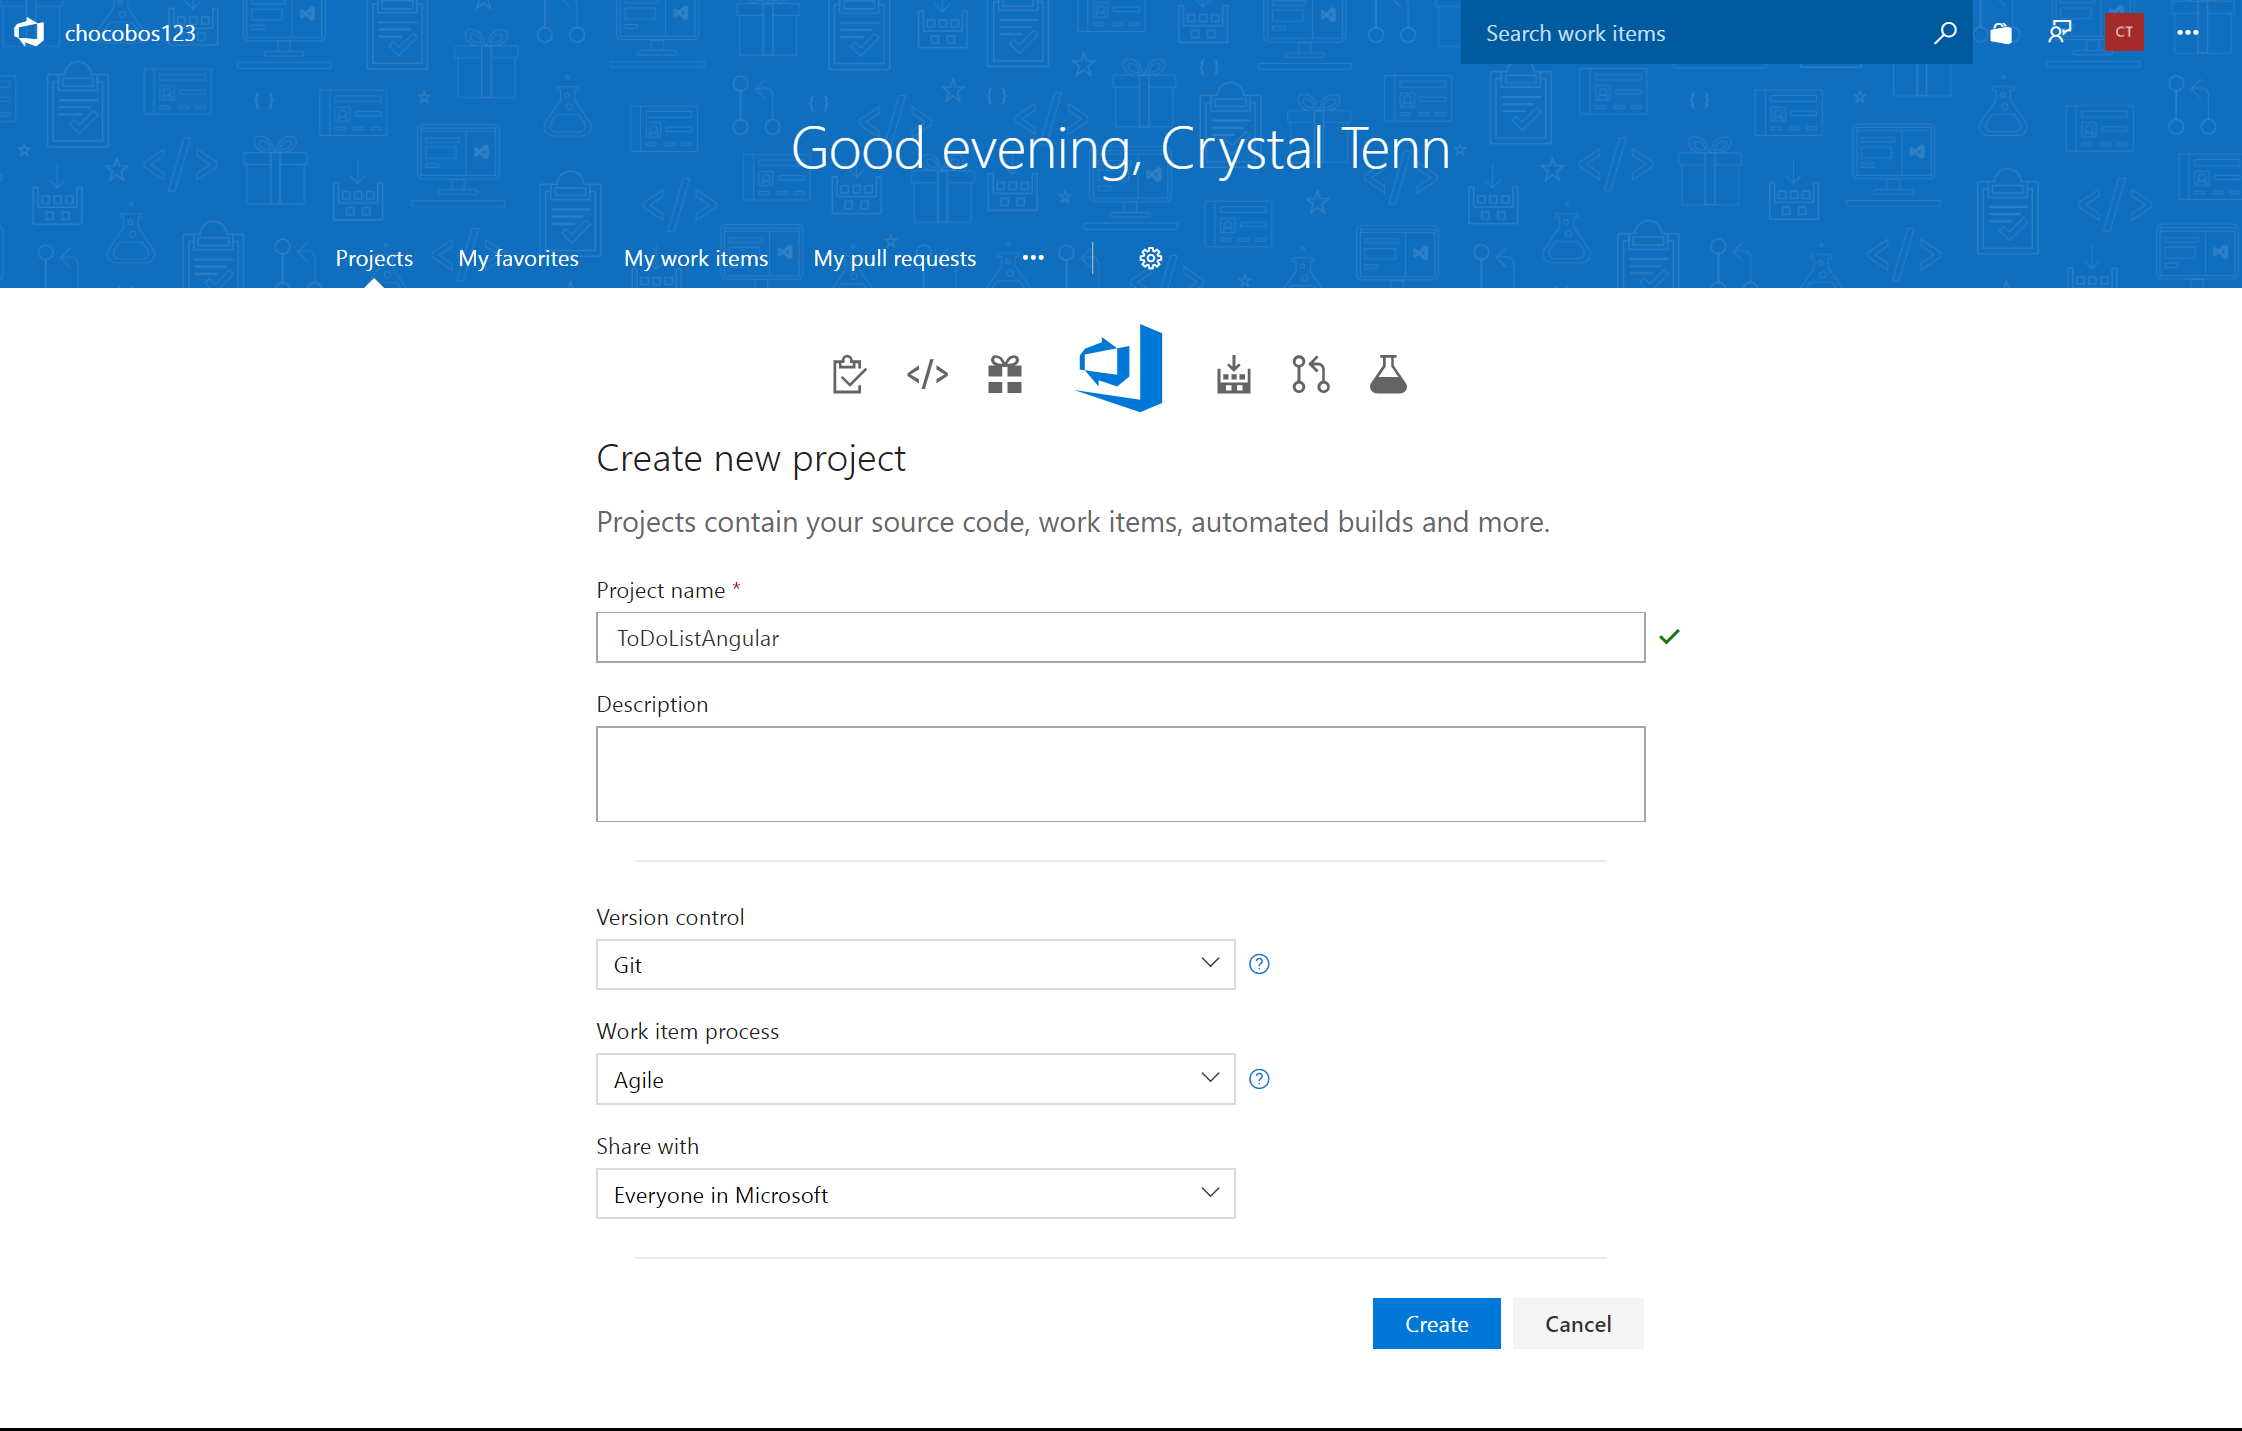 chocobos123
Search work items
CT
Good evening, Crystal Tenn
Projects My favorites My work items My pull requests
Create new project
Projects contain your source code, work items, automated builds and more.
Project name *
ToDoListAngular
Description
Version control
Git
Work item process
Agile
Share with
Everyone in Microsoft
Create Cancel